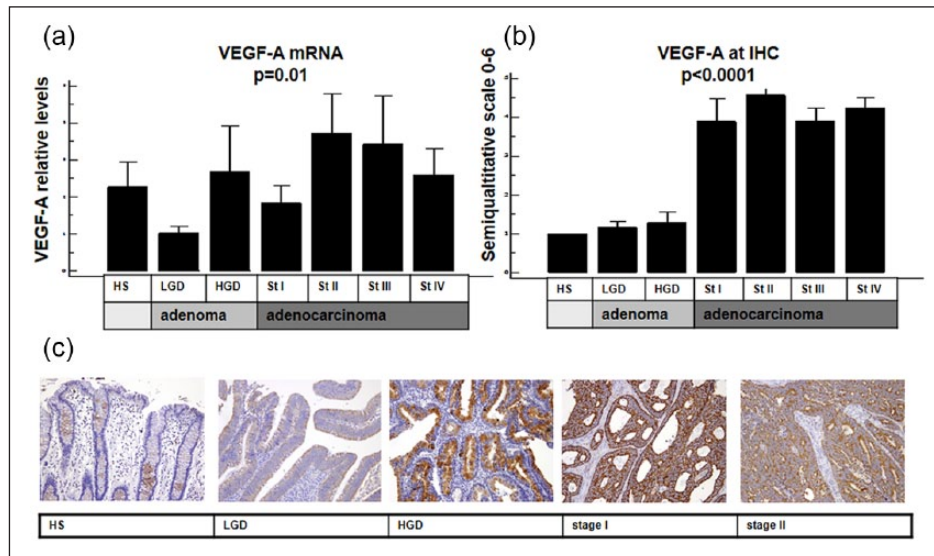 (a)
VEGF-A mRNA
p=0.01
VEGF-A relative levels
HS LGD HGD St I St II St III St IV
adenoma adenocarcinoma
(b)
VEGF-A at IHC
p<0.0001
Semiqualtitative scale 0-6
HS LGD HGD St I St II St III St IV
adenoma adenocarcinoma
(c)
HS LGD HGD stage I stage II